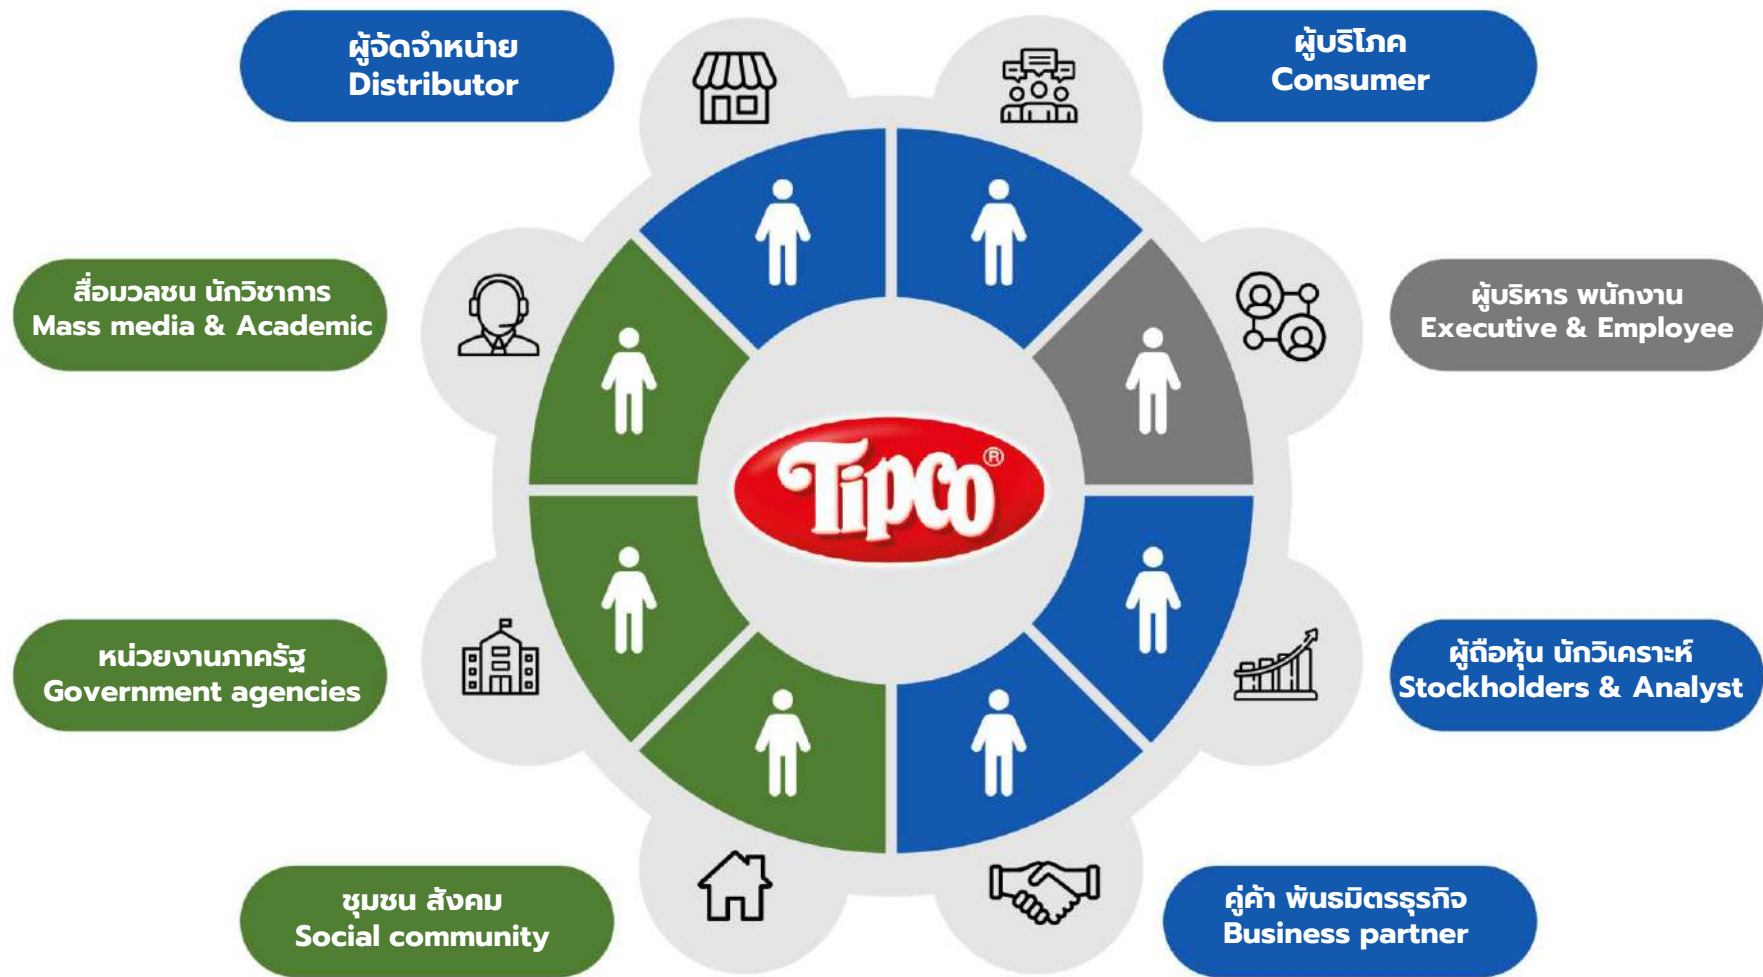 ผู้จัดจำหน่าย
Distributor
ผู้บริโภค
Consumer
สื่อมวลชน นักวิชาการ
Mass media & Academic
ผู้บริหาร พนักงาน
Executive & Employee
Tipco®
หน่วยงานภาครัฐ
Government agencies
ผู้ถือหุ้น นักวิเคราะห์
Stockholders & Analyst
ชุมชน สังคม
Social community
คู่ค้า พันธมิตรธุรกิจ
Business partner